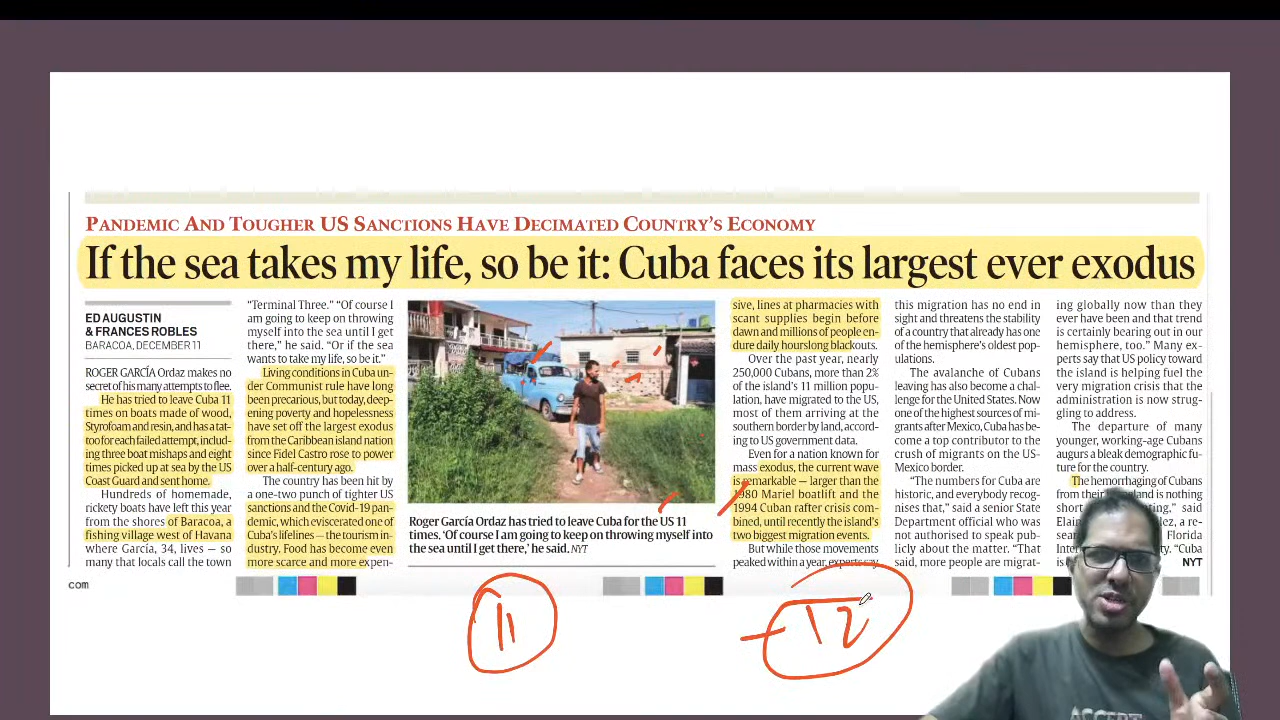 PANDEMIC AND TOUGHER US SANCTIONS HAVE DECIMATED COUNTRY'S ECONOMY
If the sea takes my life, so be it: Cuba faces its largest ever exodus
ED AUGUSTIN
& FRANCES ROBLES
BARACOA, DECEMBER 11
ROGER GARCÍA Ordaz makes no
secret of his many attempts to flee.
He has tried to leave Cuba 11
times on boats made of wood,
Styrofoam and resin, and has a tat-
too for each failed attempt, includ-
ing three boat mishaps and eight
times picked up at sea by the US
Coast Guard and sent home.
Hundreds of homemade,
rickety boats have left this year
from the shores of Baracoa, a
fishing village west of Havana
where García, 34, lives — so
many that locals call the town
"Terminal Three." "Of course I
am going to keep on throwing
myself into the sea until I get
there," he said. "Or if the sea
wants to take my life, so be it."
Living conditions in Cuba un-
der Communist rule have long
been precarious, but today, deep-
ening poverty and hopelessness
have set off the largest exodus
from the Caribbean island nation
since Fidel Castro rose to power
over a half-century ago.
The country has been hit by
a one-two punch of tighter US
sanctions and the Covid-19 pan-
demic, which eviscerated one of
Cuba's lifelines — the tourism in-
dustry. Food has become even
more scarce and more expen-
Roger García Ordaz has tried to leave Cuba for the US 11
times. 'Of course I am going to keep on throwing myself into
the sea until I get there,' he said. NYT
sive, lines at pharmacies with
scant supplies begin before
dawn and millions of people en-
dure daily hourslong blackouts.
Over the past year, nearly
250,000 Cubans, more than 2%
of the island's 11 million popu-
lation, have migrated to the US,
most of them arriving at the
southern border by land, accord-
ing to US government data.
Even for a nation known for
mass exodus, the current wave
is remarkable — larger than the
1980 Mariel boatlift and the
1994 Cuban rafter crisis com-
bined, until recently the island's
two biggest migration events.
But while those movements
peaked within a year, experts say
this migration has no end in
sight and threatens the stability
of a country that already has one
of the hemisphere's oldest pop-
ulations.
The avalanche of Cubans
leaving has also become a chal-
lenge for the United States. Now
one of the highest sources of mi-
grants after Mexico, Cuba has be-
come a top contributor to the
crush of migrants on the US-
Mexico border.
"The numbers for Cuba are
historic, and everybody recog-
nises that," said a senior State
Department official who was
not authorised to speak pub-
licly about the matter. "That
said, more people are migrat-
ing globally now than they
ever have been and that trend
is certainly bearing out in our
hemisphere, too." Many ex-
perts say that US policy toward
the island is helping fuel the
very migration crisis that the
administration is now strug-
gling to address.
The departure of many
younger, working-age Cubans
augurs a bleak demographic fu-
ture for the country.
The hemorrhaging of Cubans
from their is nothing
short said
a re-
Florida
"Cuba
NYT
com
11
12
ACCEPT